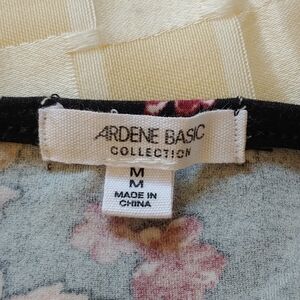 ARDENE BASIC
COLLECTION
M
M
MADE IN
CHINA